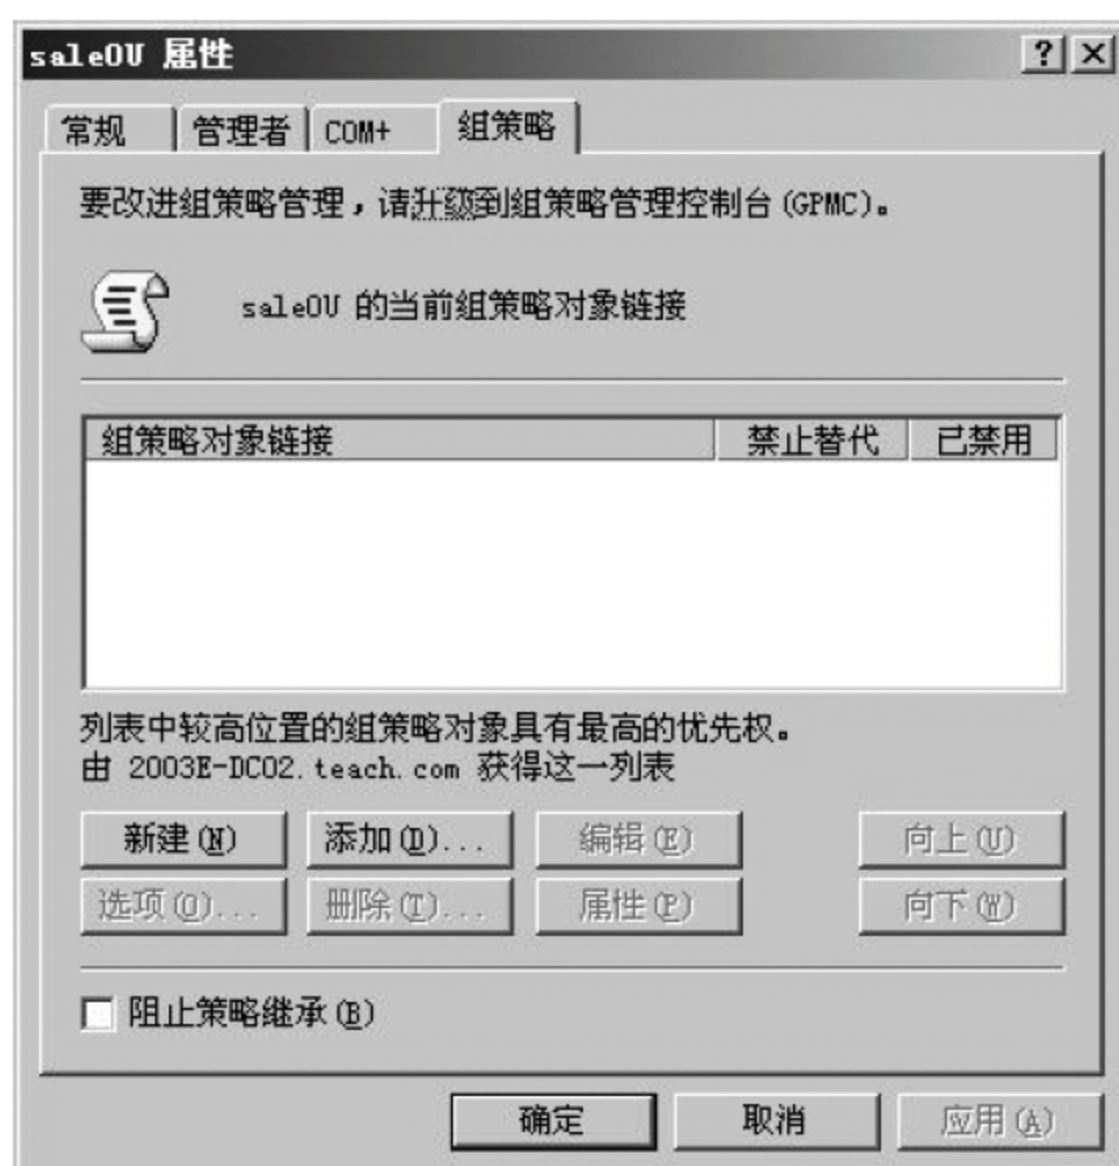 saleOU 属性
常规 管理者 COM+ 组策略
要改进组策略管理，请升级到组策略管理控制台(GPMC)。
saleOU 的当前组策略对象链接
组策略对象链接 禁止替代 已禁用
列表中较高位置的组策略对象具有最高的优先权。
由 2003E-DC02.teach.com 获得这一列表
新建(N) 添加(D)... 编辑(E) 向上(U)
选项(O)... 删除(T)... 属性(P) 向下(W)
阻止策略继承(B)
确定 取消 应用(A)